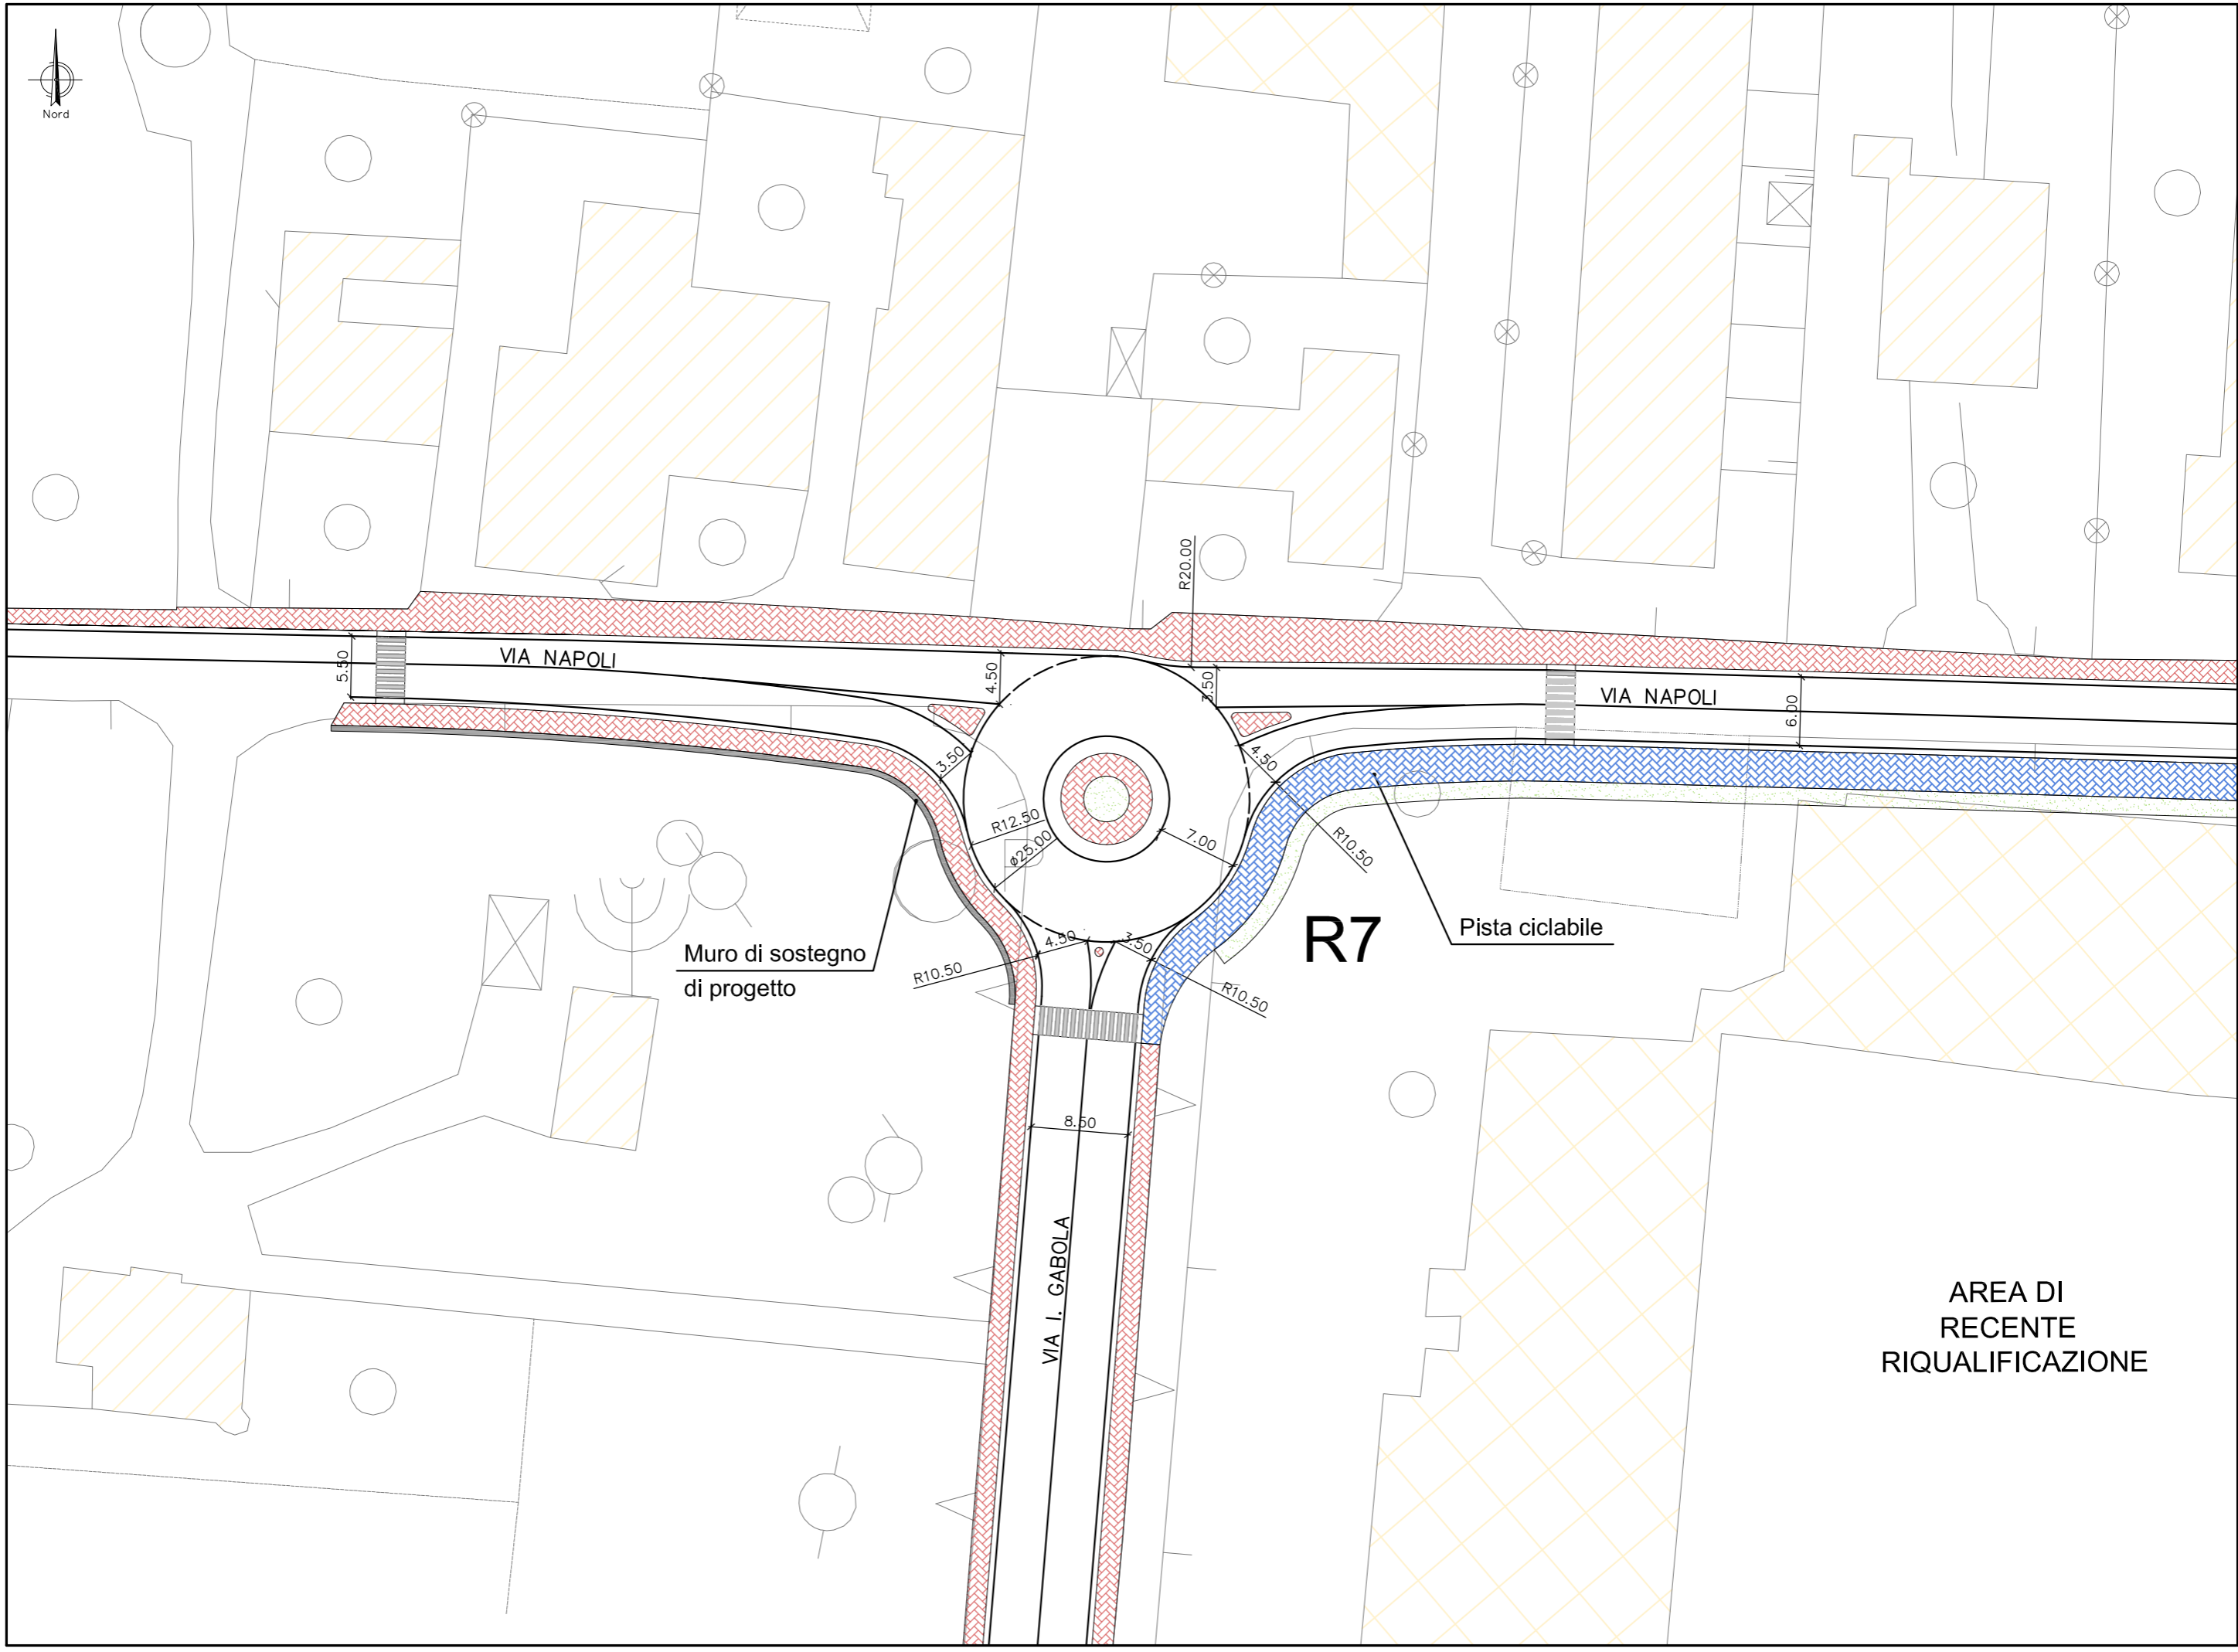 Nord
R20.00
5.50
VIA NAPOLI
4.50
3.50
VIA NAPOLI
6.00
3.50
4.50
R12.50
ø25.00
7.00
R10.50
R7
Pista ciclabile
Muro di sostegno
di progetto
4.50
3.50
R10.50
R10.50
8.50
VIA I. GABOLA
AREA DI
RECENTE
RIQUALIFICAZIONE